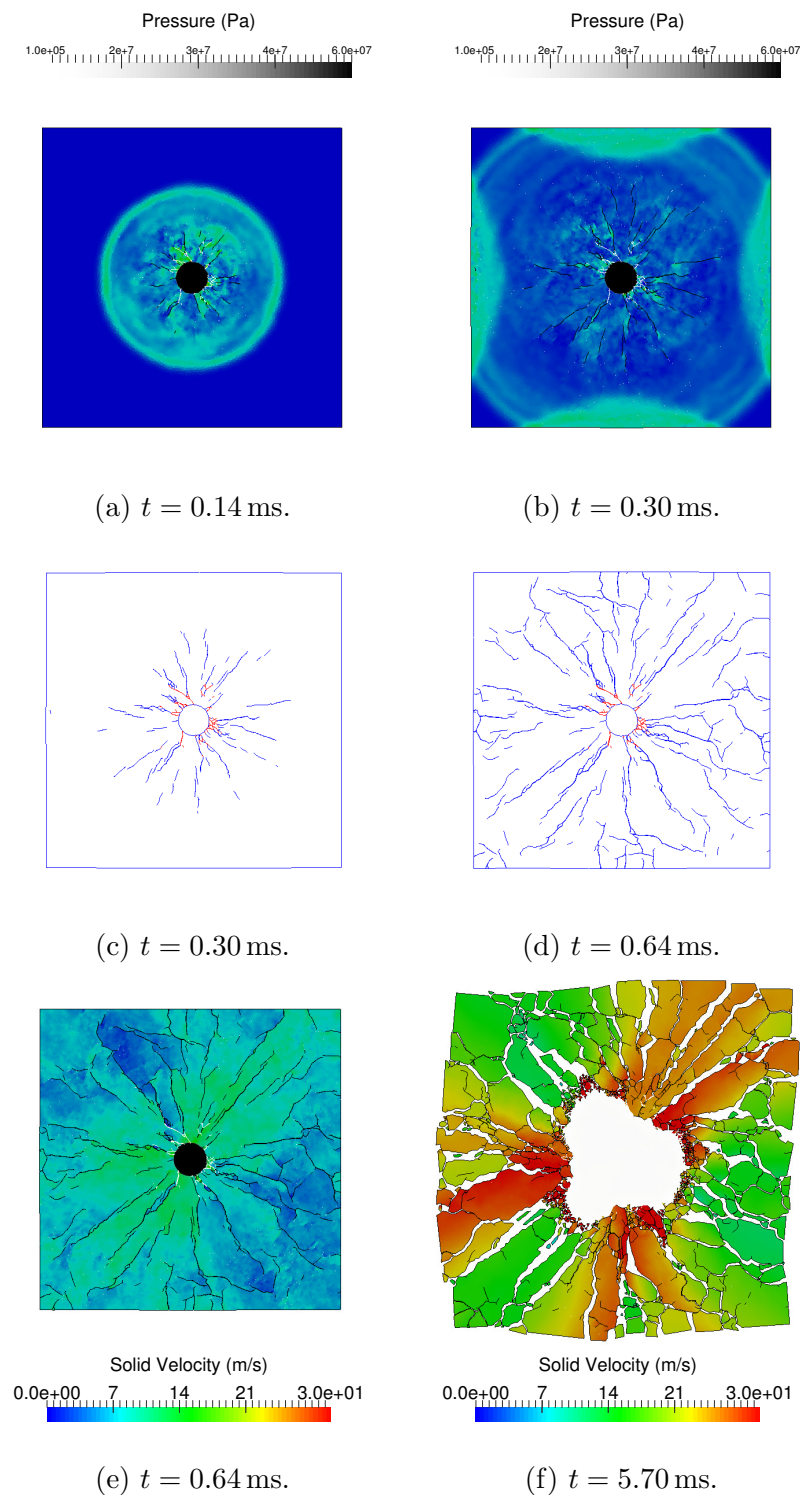 Pressure (Pa)
1.0e+05 2e+7 3e+7 4e+7 6.0e+07
Pressure (Pa)
1.0e+05 2e+7 3e+7 4e+7 6.0e+07
(a) t = 0.14 ms.
(b) t = 0.30 ms.
(c) t = 0.30 ms.
(d) t = 0.64 ms.
Solid Velocity (m/s)
0.0e+00 7 14 21 3.0e+01
Solid Velocity (m/s)
0.0e+00 7 14 21 3.0e+01
(e) t = 0.64 ms.
(f) t = 5.70 ms.